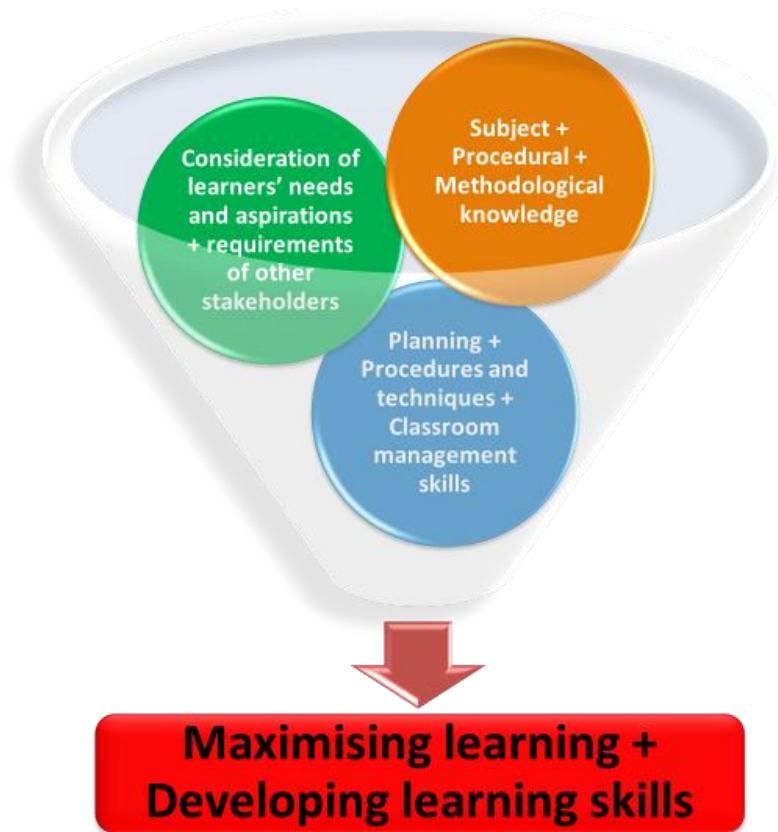 Consideration of
learners’ needs
and aspirations
+ requirements
of other
stakeholders
Subject +
Procedural +
Methodological
knowledge
Planning +
Procedures and
techniques +
Classroom
management
skills
Maximising learning +
Developing learning skills